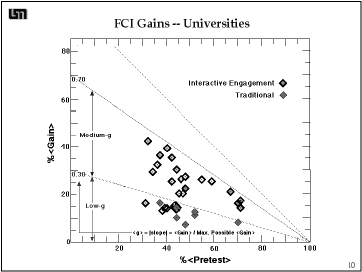 FCI Gains -- Universities
80
0.70
60
Interactive Engagement
Traditional
%<Gain>
Medium-g
40
0.30
20
Low-g
<g> = |slope| = <Gain / Max. Possible <Gain>
0
20
40
60
80
100
%<Pretest>
10